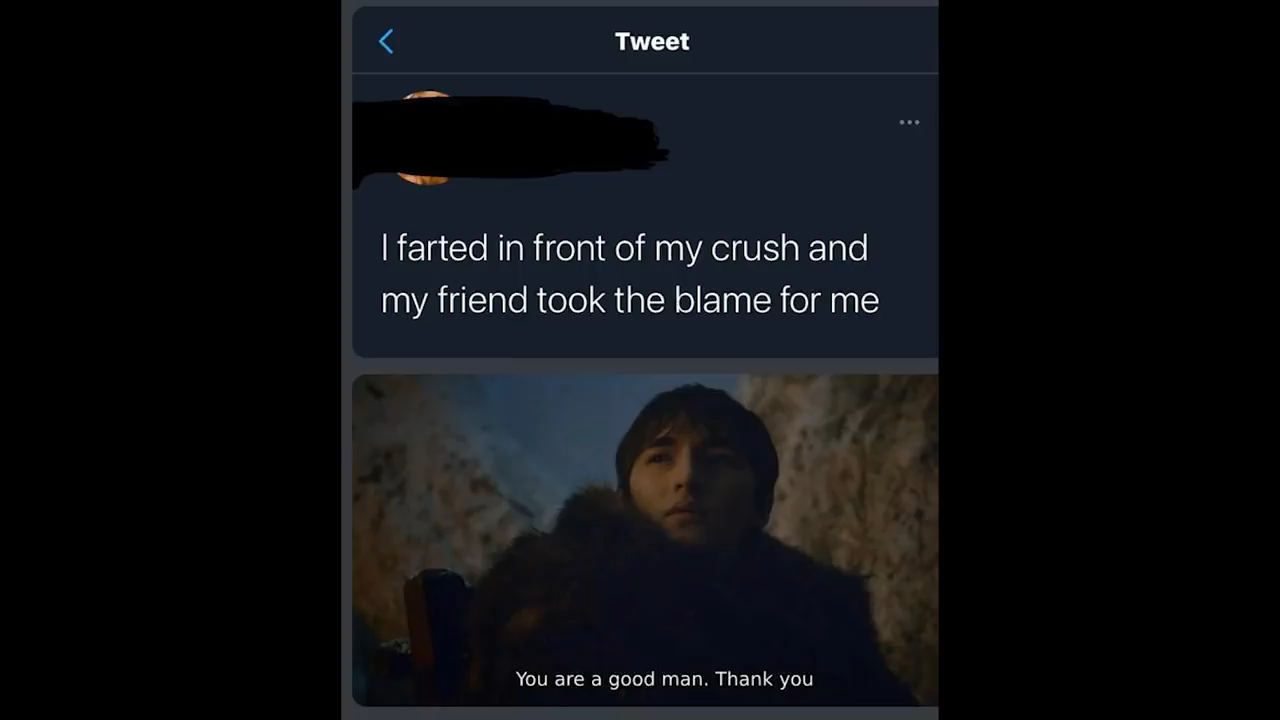 Tweet
I farted in front of my crush and
my friend took the blame for me
You are a good man. Thank you